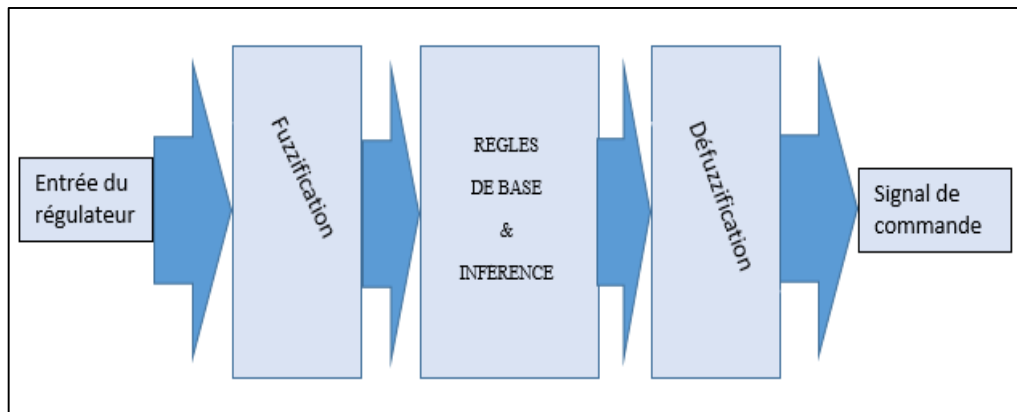 Entrée du
régulateur
Fuzzification
REGLES
DE BASE
&
INFERENCE
Défuzzification
Signal de
commande